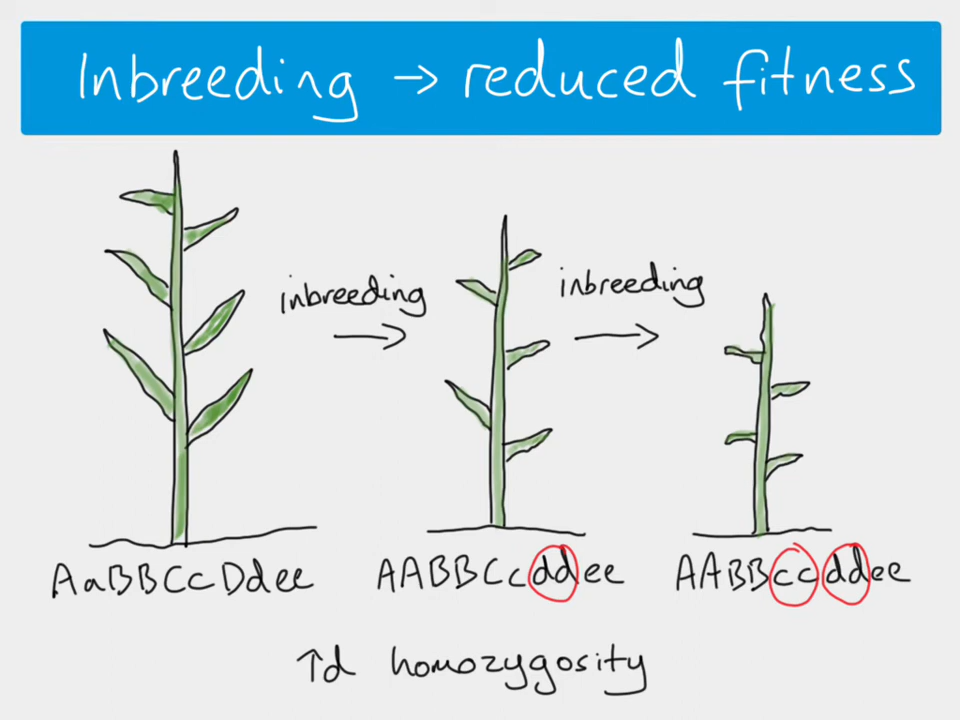 Inbreeding → reduced fitness
inbreeding
→
inbreeding
→
AaBBCcDdee
AABBCcddee
AABBccddee
↑d homozygosity